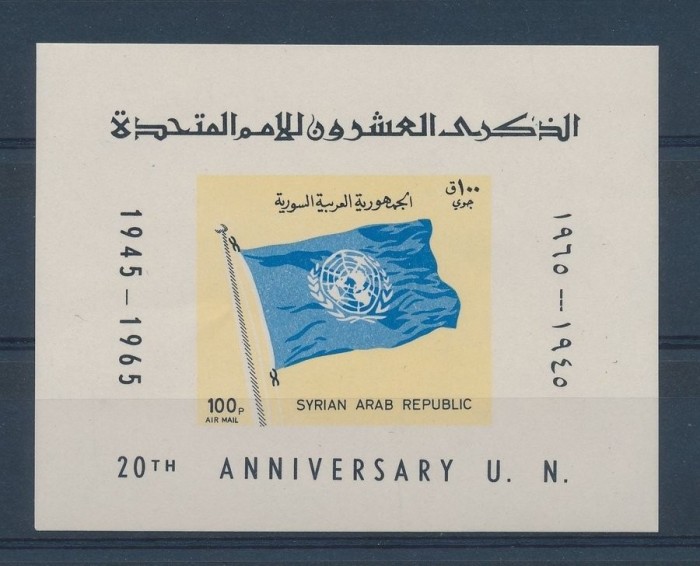 الذكرى العشرون للامم المتحدة
١٠٠ق
جوي
الجمهورية العربية السورية
1945 – 1965
١٩٤٥ --- ١٩٦٥
100P
AIR MAIL
SYRIAN ARAB REPUBLIC
20TH ANNIVERSARY U. N.